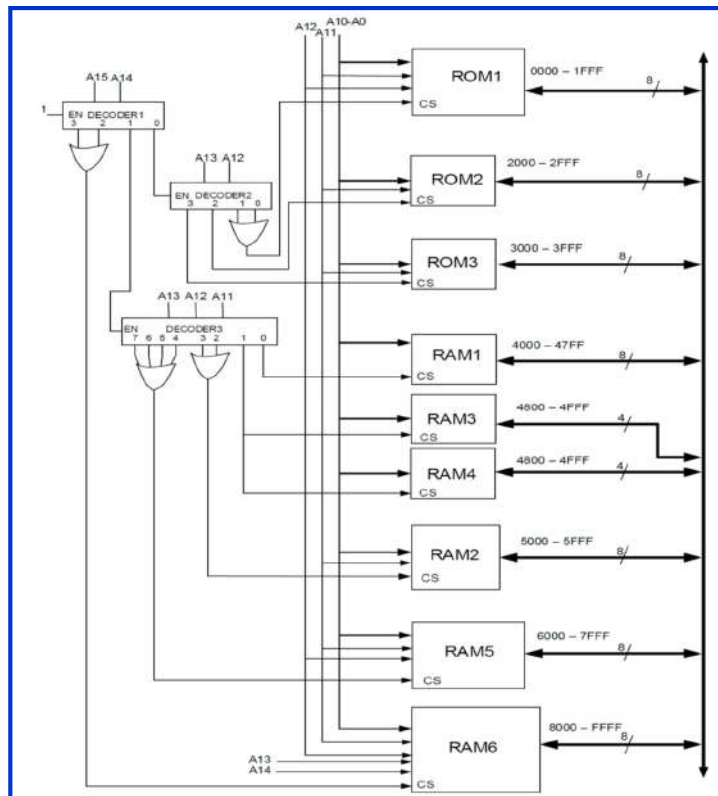 A10-A0
A12
A11
A15 A14
1
EN DECODER1
3 2 1 0
A13 A12
EN DECODER2
3 2 1 0
A13 A12 A11
EN DECODER3
7 6 5 4 3 2 1 0
ROM1
CS
0000 – 1FFF
8
ROM2
CS
2000 – 2FFF
8
ROM3
CS
3000 – 3FFF
8
RAM1
CS
4000 – 47FF
8
RAM3
CS
4800 – 4FFF
4
RAM4
CS
4800 – 4FFF
4
RAM2
CS
5000 – 5FFF
8
RAM5
CS
6000 – 7FFF
8
RAM6
CS
8000 – FFFF
8
A13
A14